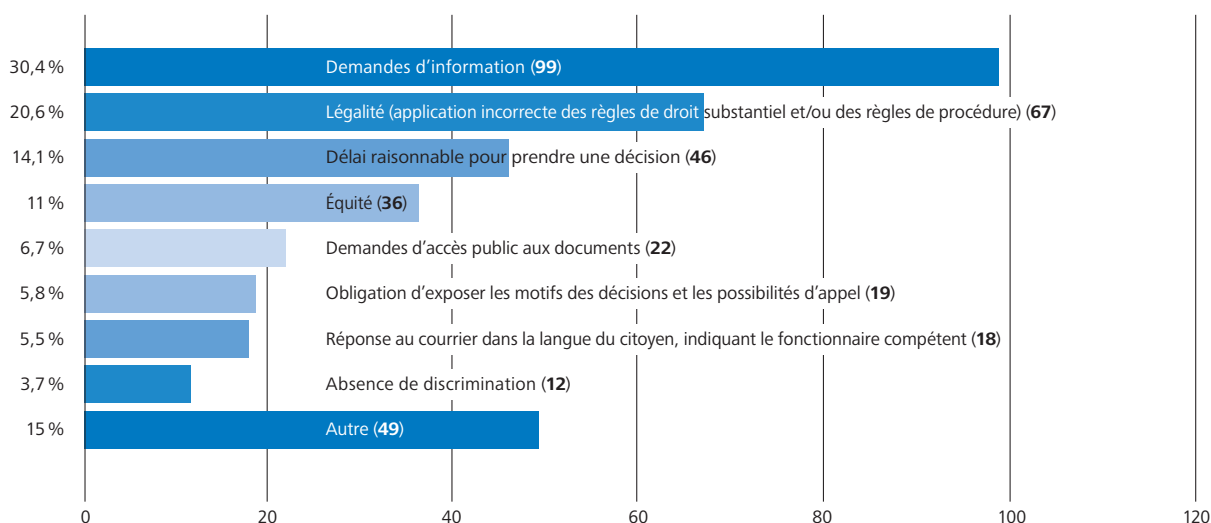 30,4 % Demandes d’information (99)
20,6 % Légalité (application incorrecte des règles de droit substantiel et/ou des règles de procédure) (67)
14,1 % Délai raisonnable pour prendre une décision (46)
11 % Équité (36)
6,7 % Demandes d’accès public aux documents (22)
5,8 % Obligation d’exposer les motifs des décisions et les possibilités d’appel (19)
5,5 % Réponse au courrier dans la langue du citoyen, indiquant le fonctionnaire compétent (18)
3,7 % Absence de discrimination (12)
15 % Autre (49)
0 20 40 60 80 100 120